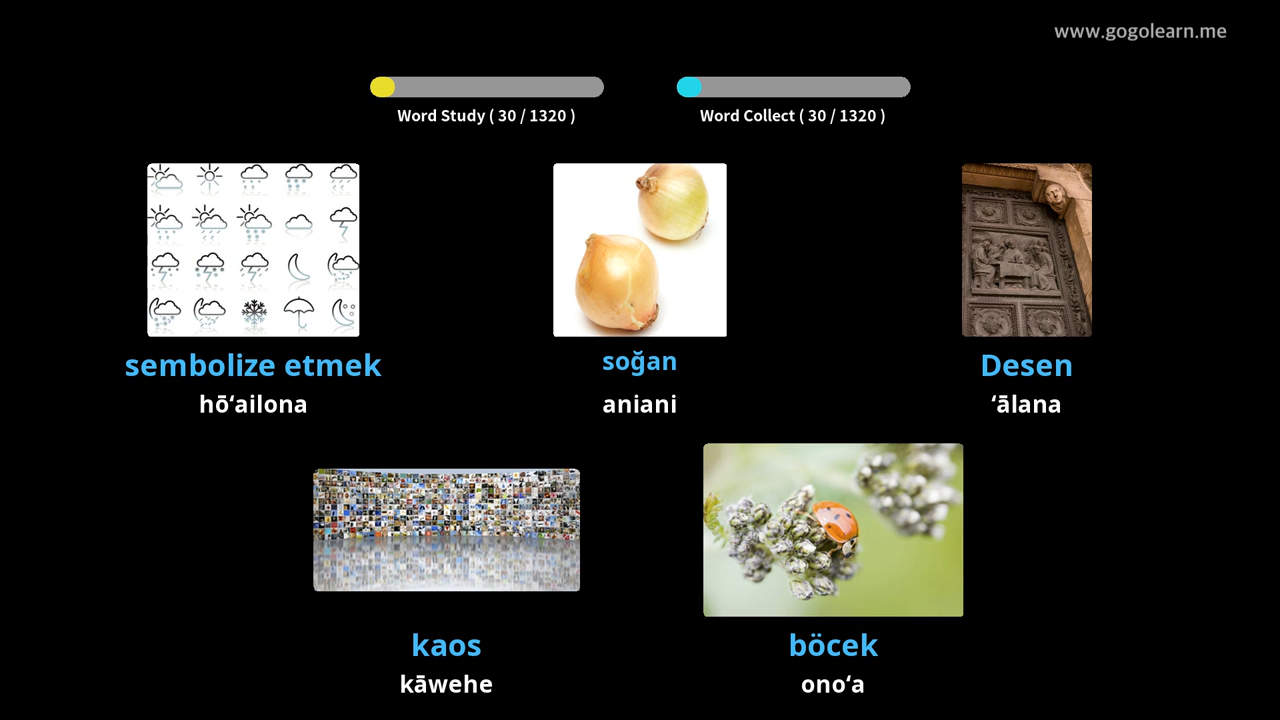 www.gogolearn.me
Word Study ( 30 / 1320 )
Word Collect ( 30 / 1320 )
sembolize etmek
hōʻailona
soğan
aniani
Desen
ʻālana
kaos
kāwehe
böcek
onoʻa